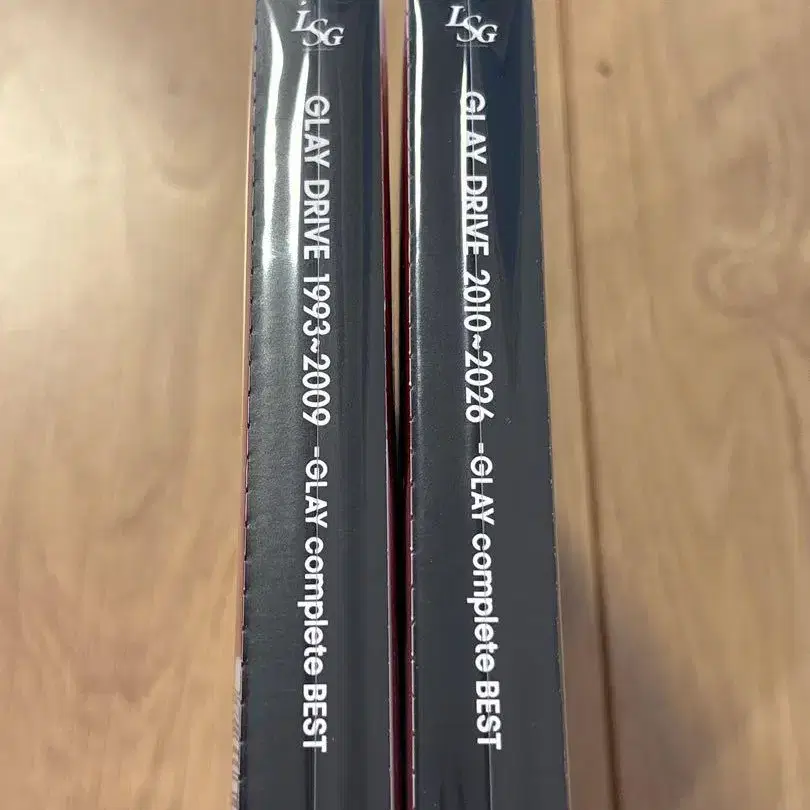 LSG
GLAY DRIVE 1993~2009 -GLAY complete BEST
LSG
GLAY DRIVE 2010~2026 -GLAY complete BEST